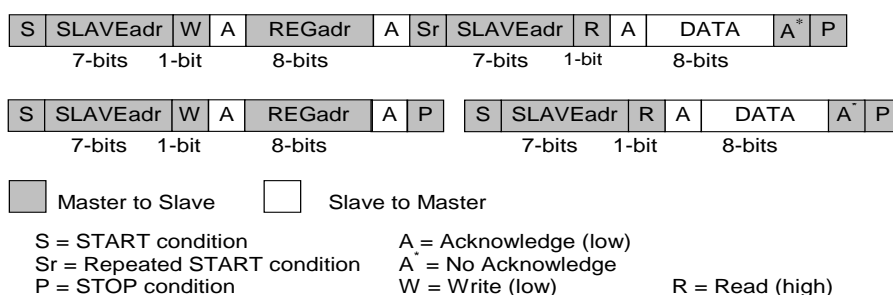 S SLAVEadr W A REGadr A Sr SLAVEadr R A DATA A* P
7-bits 1-bit 8-bits 7-bits 1-bit 8-bits
S SLAVEadr W A REGadr A P S SLAVEadr R A DATA A* P
7-bits 1-bit 8-bits 7-bits 1-bit 8-bits
Master to Slave Slave to Master
S = START condition A = Acknowledge (low)
Sr = Repeated START condition A* = No Acknowledge
P = STOP condition W = Write (low) R = Read (high)